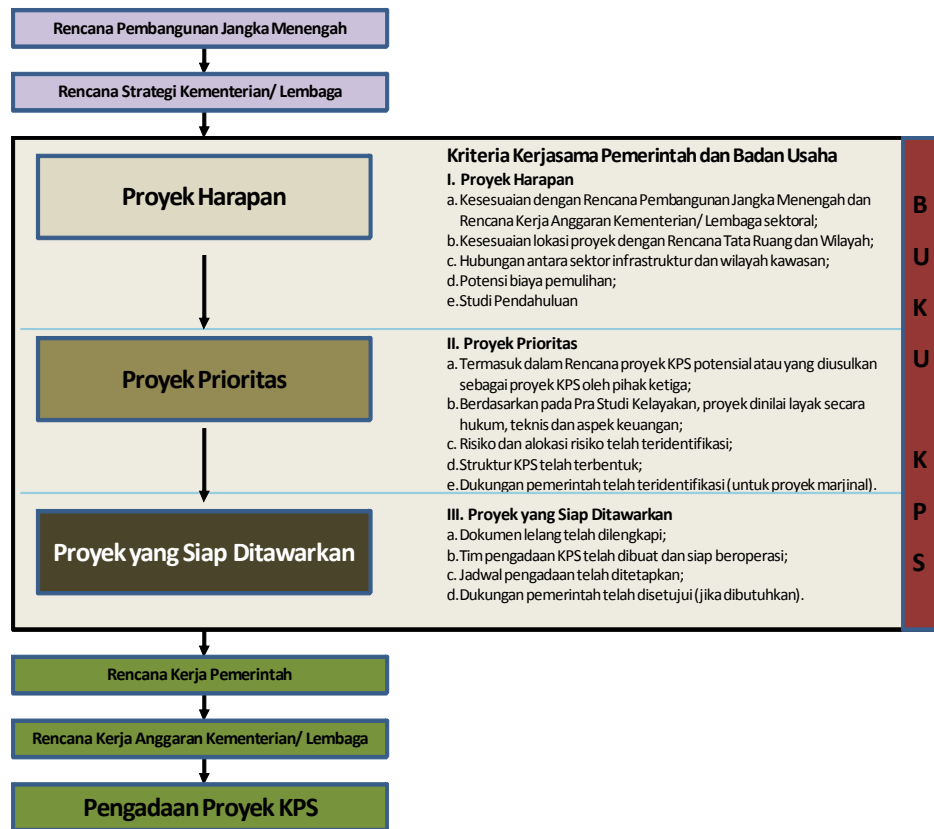 Rencana Pembangunan Jangka Menengah
Rencana Strategi Kementerian/ Lembaga
Proyek Harapan
Kriteria Kerjasama Pemerintah dan Badan Usaha
I. Proyek Harapan
a. Kesesuaian dengan Rencana Pembangunan Jangka Menengah dan
Rencana Kerja Anggaran Kementerian/ Lembaga sektoral;
b. Kesesuaian lokasi proyek dengan Rencana Tata Ruang dan Wilayah;
c. Hubungan antara sektor infrastruktur dan wilayah kawasan;
d. Potensi biaya pemulihan;
e. Studi Pendahuluan
Proyek Prioritas
II. Proyek Prioritas
a. Termasuk dalam Rencana proyek KPS potensial atau yang diusulkan
sebagai proyek KPS oleh pihak ketiga;
b. Berdasarkan pada Pra Studi Kelayakan, proyek dinilai layak secara
hukum, teknis dan aspek keuangan;
c. Risiko dan alokasi risiko telah teridentifikasi;
d. Struktur KPS telah terbentuk;
e. Dukungan pemerintah telah teridentifikasi (untuk proyek marjinal).
Proyek yang Siap Ditawarkan
III. Proyek yang Siap Ditawarkan
a. Dokumen lelang telah dilengkapi;
b. Tim pengadaan KPS telah dibuat dan siap beroperasi;
c. Jadwal pengadaan telah ditetapkan;
d. Dukungan pemerintah telah disetujui (jika dibutuhkan).
BUKU KPS
Rencana Kerja Pemerintah
Rencana Kerja Anggaran Kementerian/ Lembaga
Pengadaan Proyek KPS